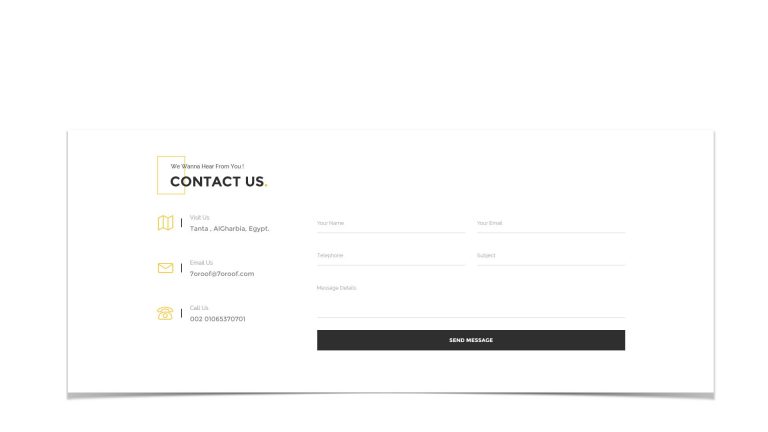 We Wanna Hear From You !
CONTACT US.
Visit Us
Tanta , AlGharbia, Egypt.
Email Us
7oroof@7oroof.com
Call Us
002 01065370701
Your Name
Your Email
Telephone
Subject
Message Details
SEND MESSAGE